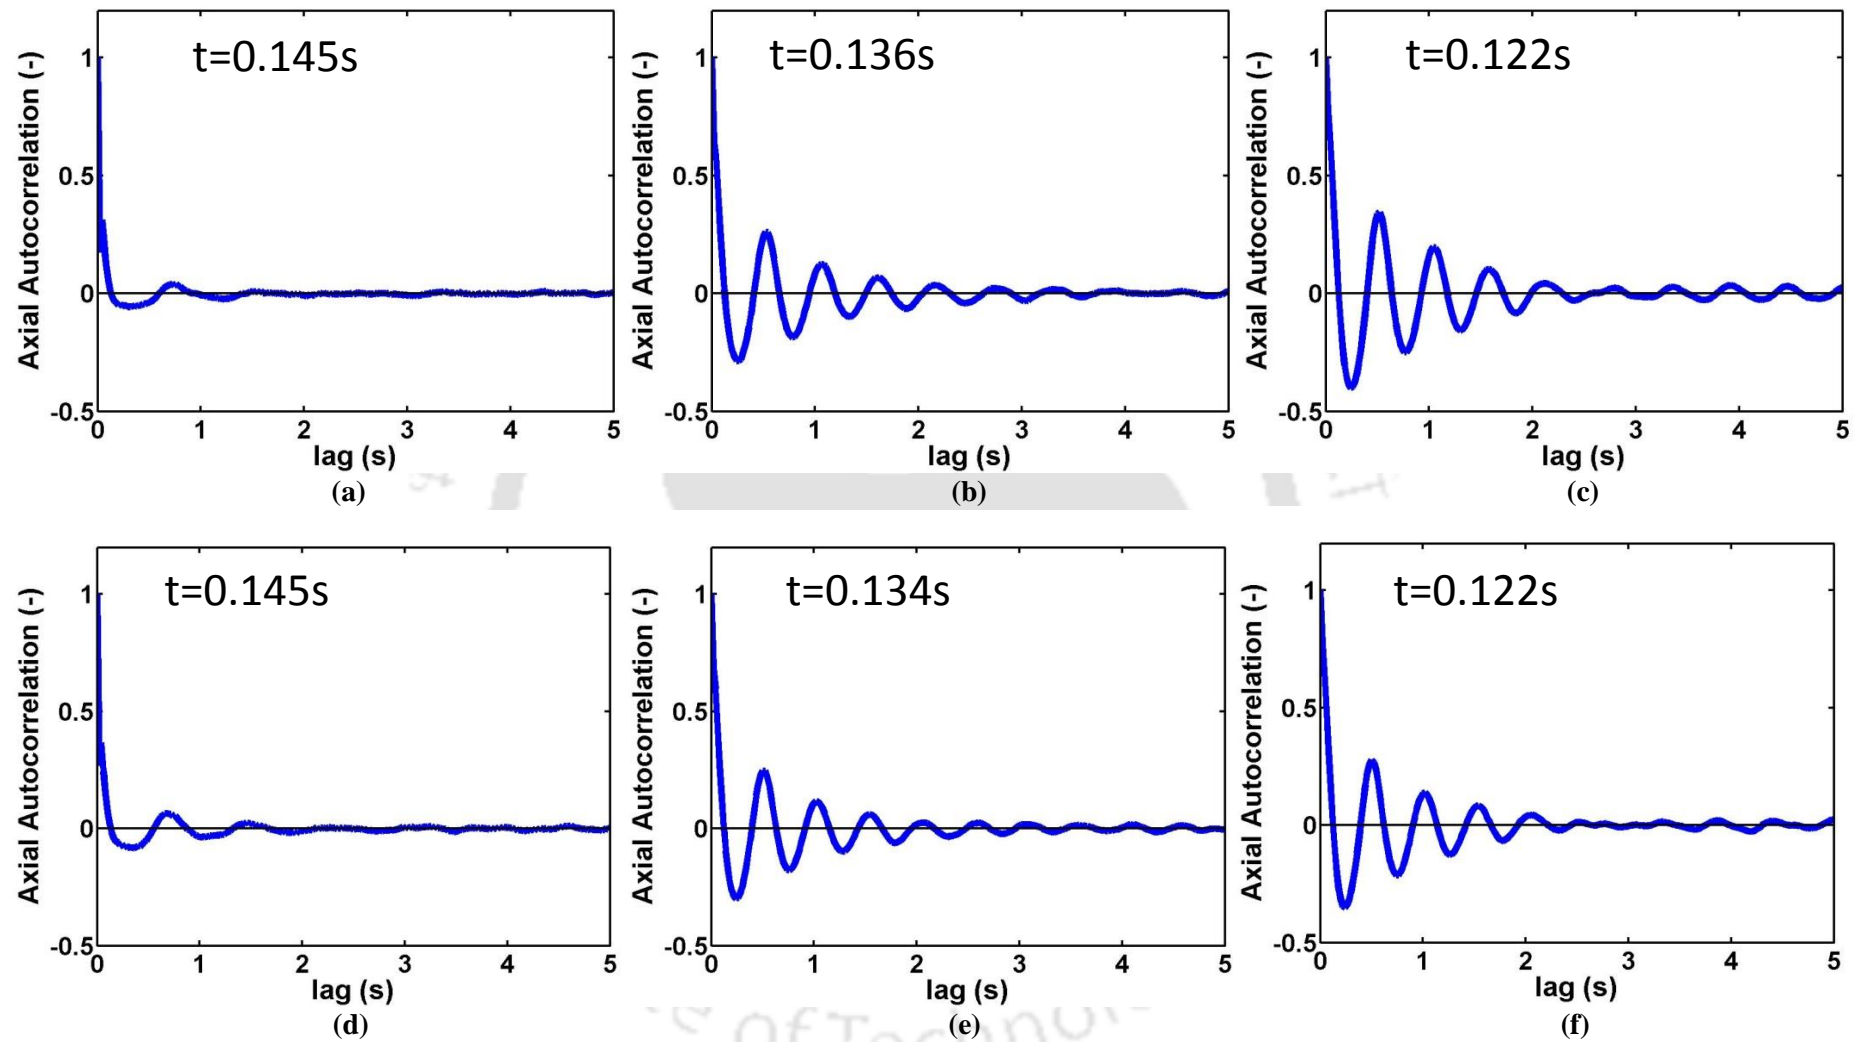 t=0.145s
Axial Autocorrelation (-)
1
0.5
0
-0.5
0 1 2 3 4 5
lag (s)
(a)
t=0.136s
Axial Autocorrelation (-)
1
0.5
0
-0.5
0 1 2 3 4 5
lag (s)
(b)
t=0.122s
Axial Autocorrelation (-)
1
0.5
0
-0.5
0 1 2 3 4 5
lag (s)
(c)
t=0.145s
Axial Autocorrelation (-)
1
0.5
0
-0.5
0 1 2 3 4 5
lag (s)
(d)
t=0.134s
Axial Autocorrelation (-)
1
0.5
0
-0.5
0 1 2 3 4 5
lag (s)
(e)
t=0.122s
Axial Autocorrelation (-)
1
0.5
0
-0.5
0 1 2 3 4 5
lag (s)
(f)
of Techno